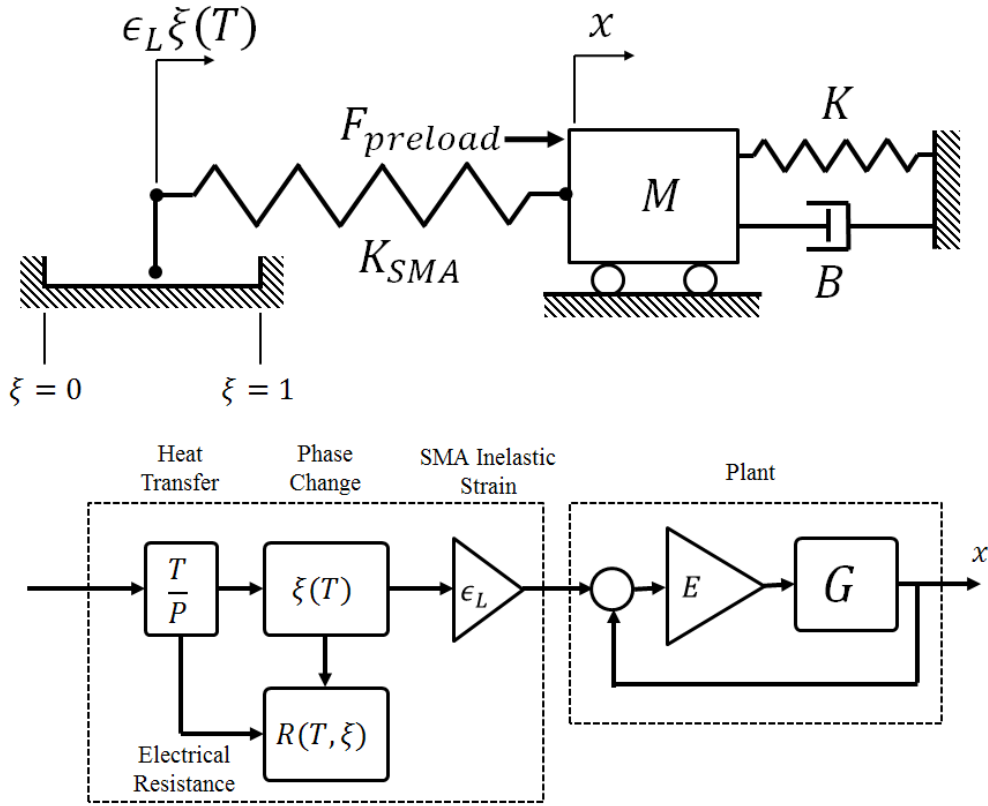 ϵ_L ξ(T)
x
F_preload
K
M
K_SMA
B
ξ = 0
ξ = 1
Heat
Transfer
Phase
Change
SMA Inelastic
Strain
Plant
T
P
ξ(T)
ϵ_L
E
G
x
R(T, ξ)
Electrical
Resistance